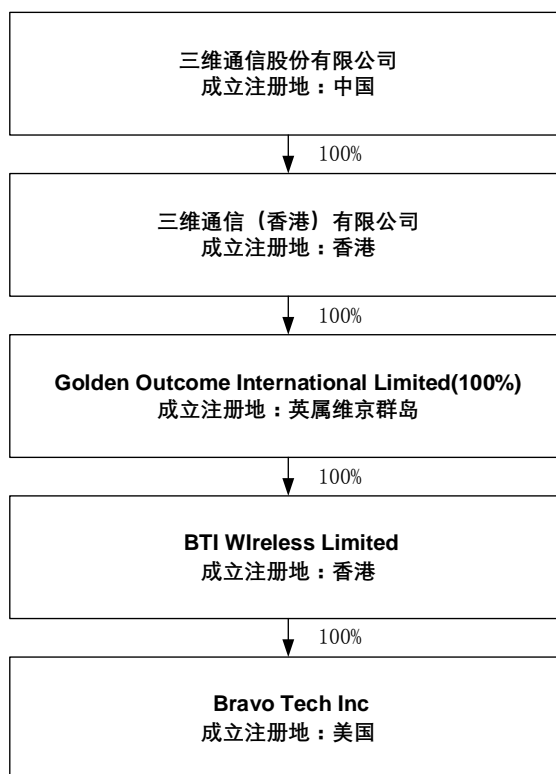 三维通信股份有限公司
成立注册地：中国
100%
三维通信（香港）有限公司
成立注册地：香港
100%
Golden Outcome International Limited(100%)
成立注册地：英属维京群岛
100%
BTI WIreless Limited
成立注册地：香港
100%
Bravo Tech Inc
成立注册地：美国